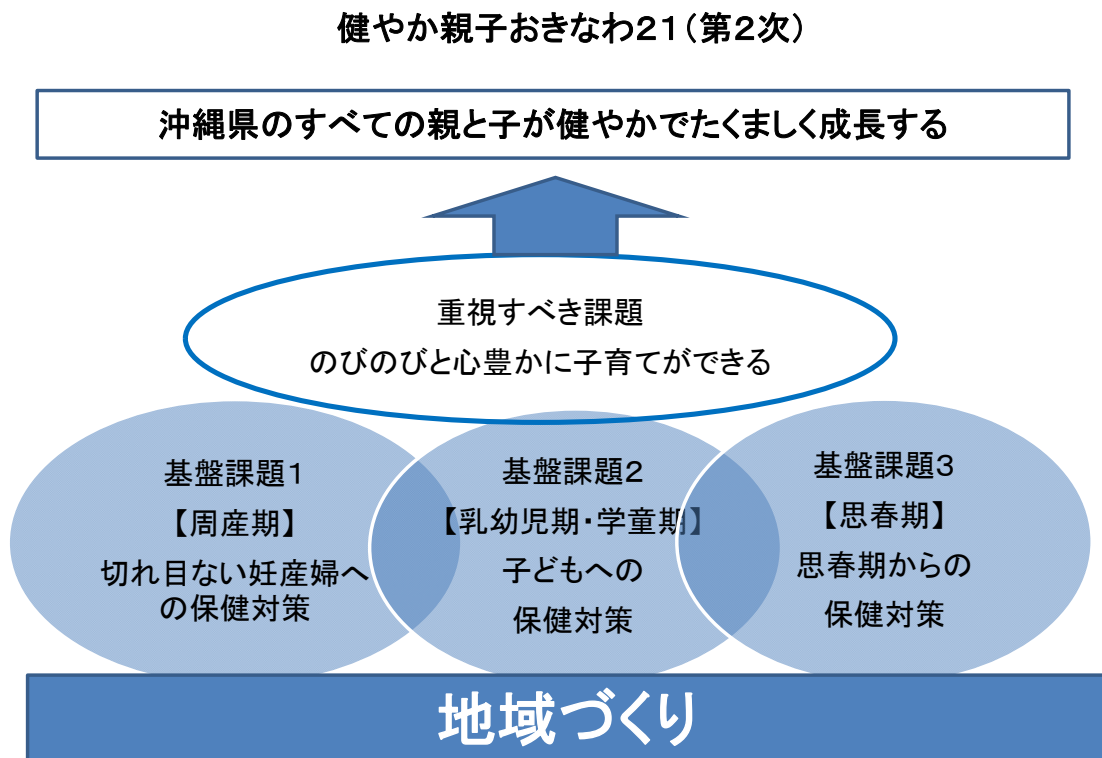 健やか親子おきなわ２１（第２次）
沖縄県のすべての親と子が健やかでたくましく成長する
重視すべき課題
のびのびと心豊かに子育てができる
基盤課題１
【周産期】
切れ目ない妊産婦へ
の保健対策
基盤課題２
【乳幼児期・学童期】
子どもへの
保健対策
基盤課題３
【思春期】
思春期からの
保健対策
地域づくり